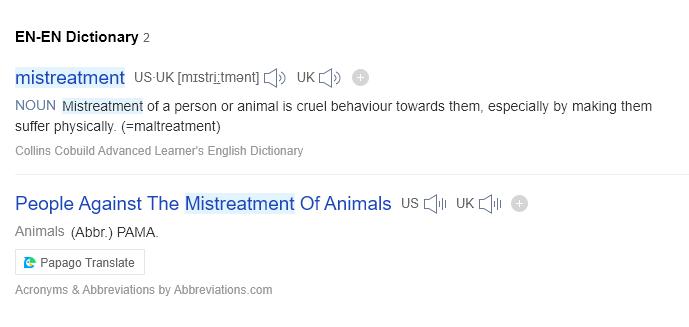 EN-EN Dictionary 2
mistreatment US·UK [mɪstriːtmənt] UK
NOUN Mistreatment of a person or animal is cruel behaviour towards them, especially by making them
suffer physically. (=maltreatment)
Collins Cobuild Advanced Learner's English Dictionary
People Against The Mistreatment Of Animals US UK
Animals (Abbr.) PAMA.
Papago Translate
Acronyms & Abbreviations by Abbreviations.com